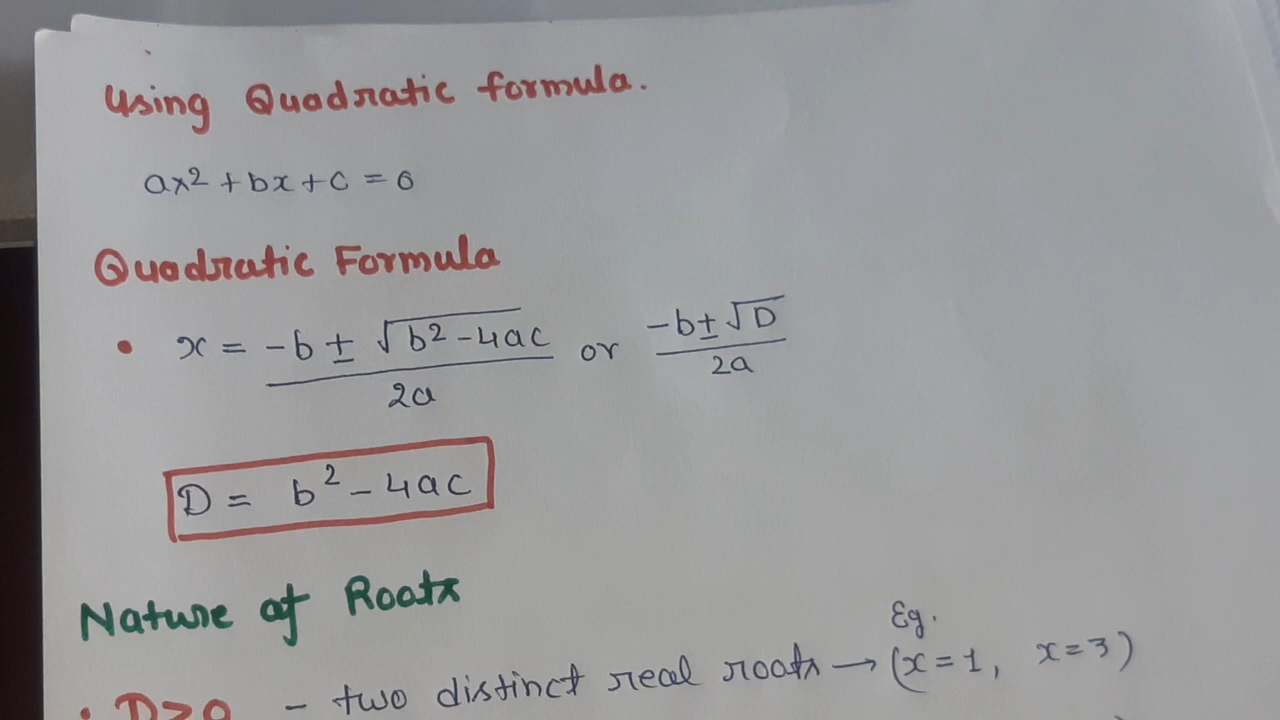 Using Quadratic formula.
ax² + bx + c = 0
Quadratic Formula
• x = -b ± √b² - 4ac / 2a or -b ± √D / 2a
D = b² - 4ac
Nature of Roots
Eg.
• D>0 - two distinct real roots → (x = 1, x = 3)